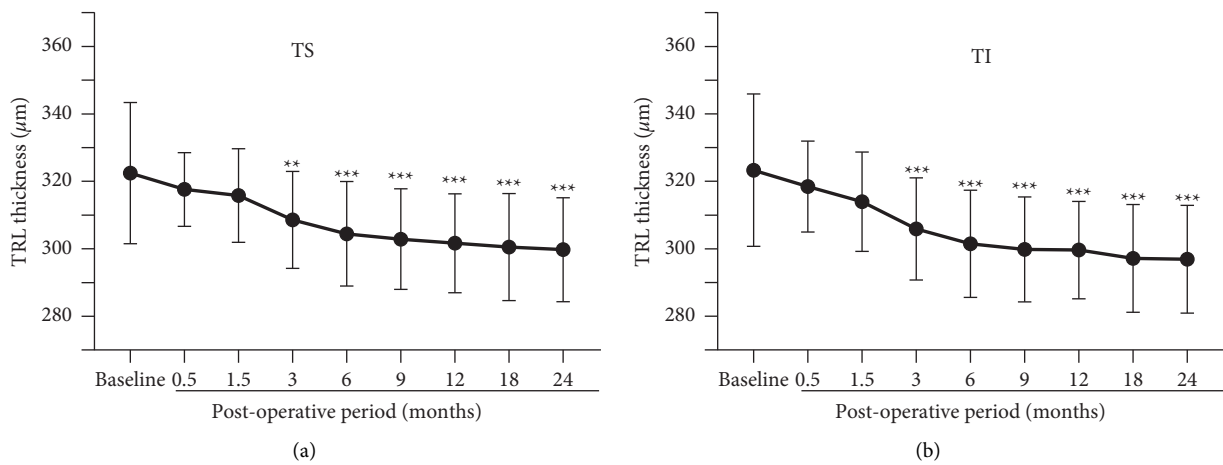 TS
TRL thickness (μm)
360
340
320
300
280
** *** *** *** *** ***
Baseline 0.5 1.5 3 6 9 12 18 24
Post-operative period (months)
(a)
TI
TRL thickness (μm)
360
340
320
300
280
*** *** *** *** *** ***
Baseline 0.5 1.5 3 6 9 12 18 24
Post-operative period (months)
(b)